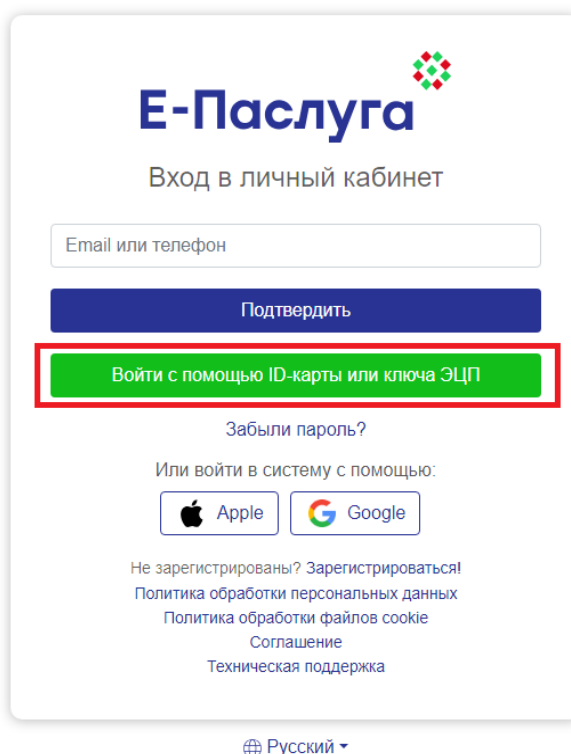 Е-Паслуга
Вход в личный кабинет
Email или телефон
Подтвердить
Войти с помощью ID-карты или ключа ЭЦП
Забыли пароль?
Или войти в систему с помощью:
Apple Google
Не зарегистрированы? Зарегистрироваться!
Политика обработки персональных данных
Политика обработки файлов cookie
Соглашение
Техническая поддержка
Русский